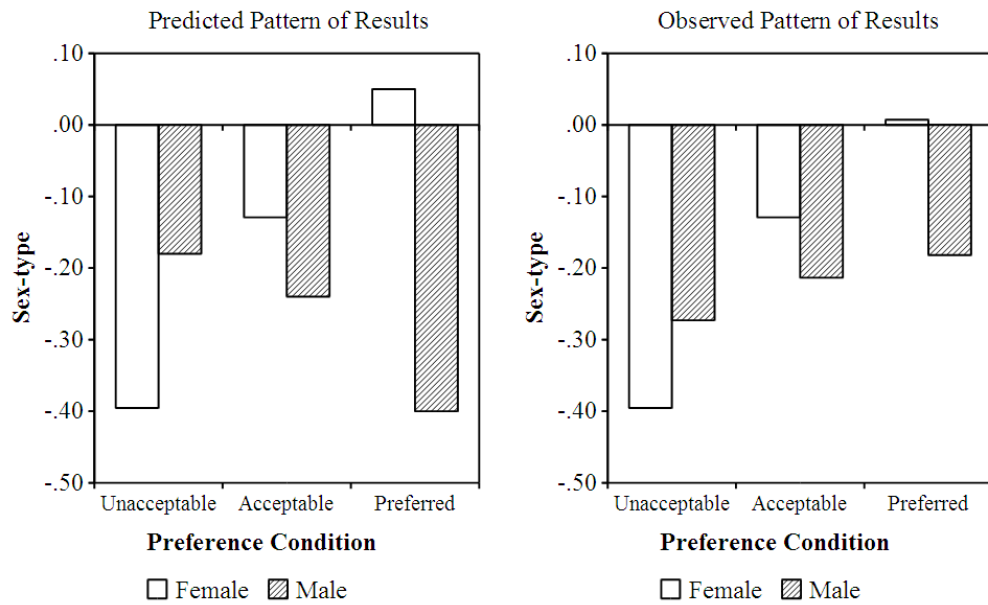 Predicted Pattern of Results
.10
.00
-.10
-.20
-.30
-.40
-.50
Sex-type
Unacceptable Acceptable Preferred
Preference Condition
Female Male
Observed Pattern of Results
.10
.00
-.10
-.20
-.30
-.40
-.50
Sex-type
Unacceptable Acceptable Preferred
Preference Condition
Female Male